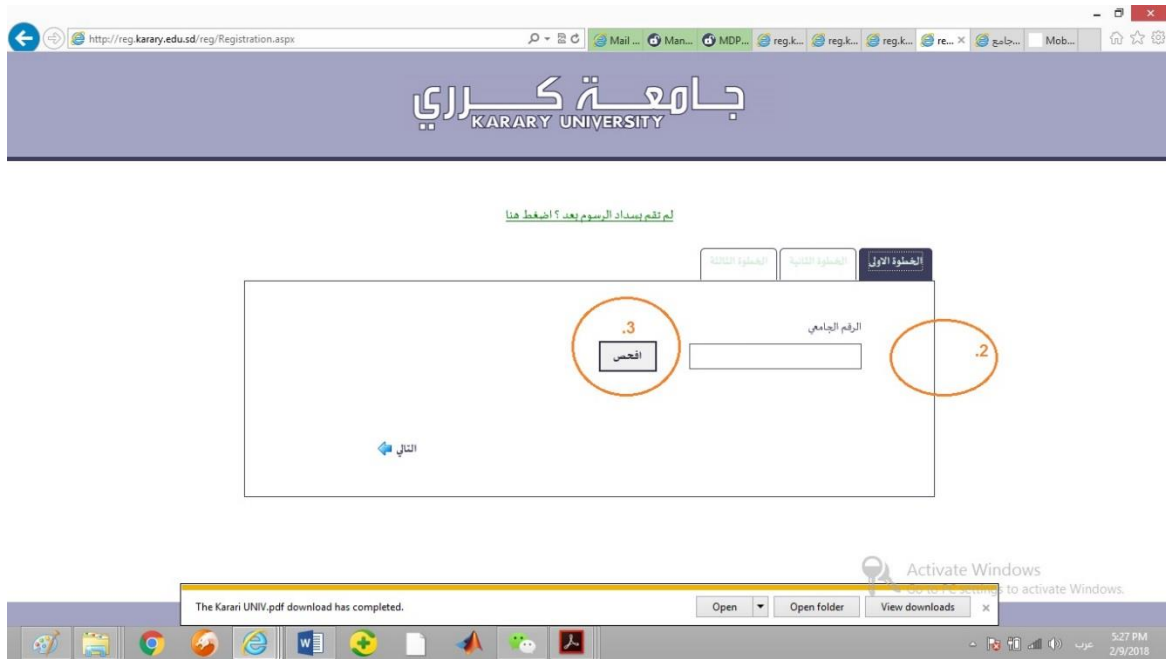 http://reg.karary.edu.sd/reg/Registration.aspx
Mail ...
Man...
MDP...
reg.k...
reg.k...
reg.k...
re...
جامع...
Mob...
جامعة كرري
KARARY UNIVERSITY
لم تقم بسداد الرسوم بعد ؟ اضغط هنا
الخطوة الاولى
الخطوة الثانية
الخطوة الثالثة
الرقم الجامعي
.2
.3
افحص
التالي
Activate Windows
Go to PC settings to activate Windows.
The Karari UNIV.pdf download has completed.
Open
Open folder
View downloads
عرب
5:27 PM
2/9/2018